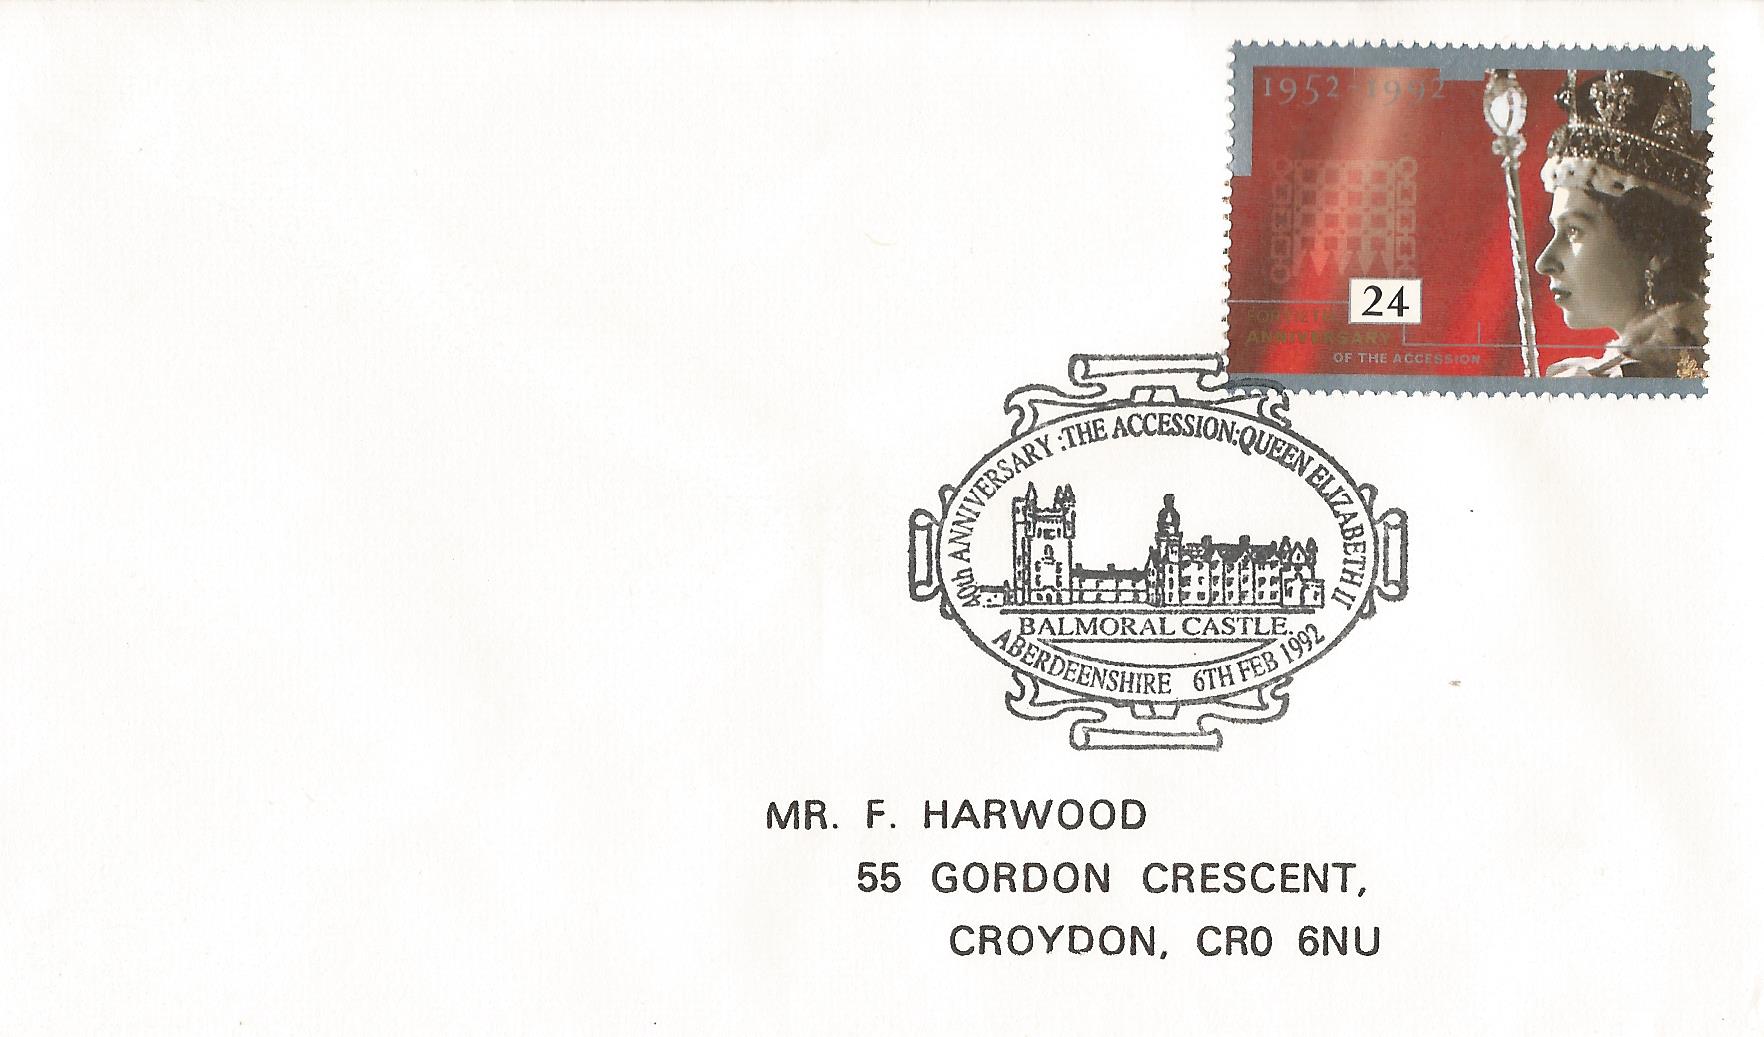 1952-1992
24
FORTIETH
ANNIVERSARY
OF THE ACCESSION
40th ANNIVERSARY :THE ACCESSION: QUEEN ELIZABETH II
BALMORAL CASTLE.
ABERDEENSHIRE 6TH FEB 1992
MR. F. HARWOOD
55 GORDON CRESCENT,
CROYDON, CR0 6NU